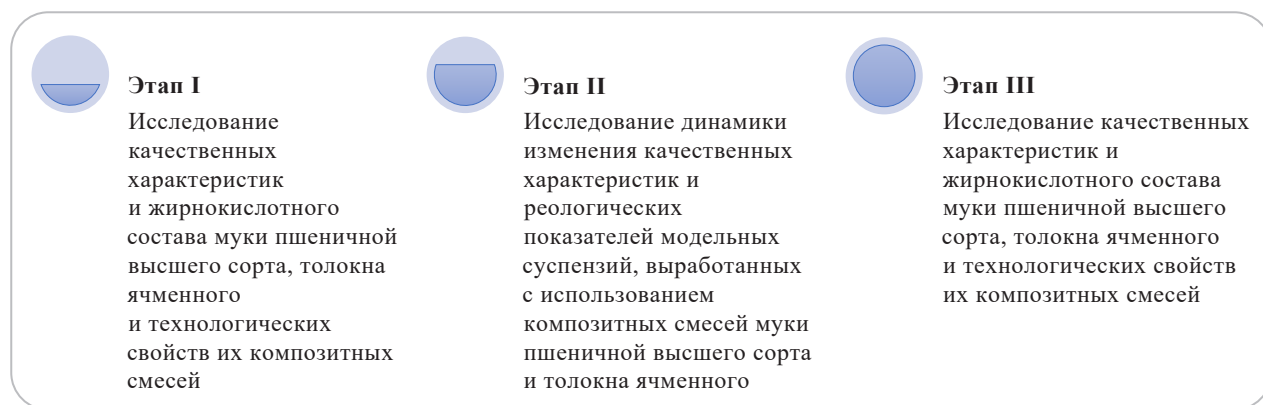 Этап I
Исследование
качественных
характеристик
и жирнокислотного
состава муки пшеничной
высшего сорта, толокна
ячменного
и технологических
свойств их композитных
смесей
Этап II
Исследование динамики
изменения качественных
характеристик и
реологических
показателей модельных
суспензий, выработанных
с использованием
композитных смесей муки
пшеничной высшего сорта
и толокна ячменного
Этап III
Исследование качественных
характеристик и
жирнокислотного состава
муки пшеничной высшего
сорта, толокна ячменного
и технологических свойств
их композитных смесей